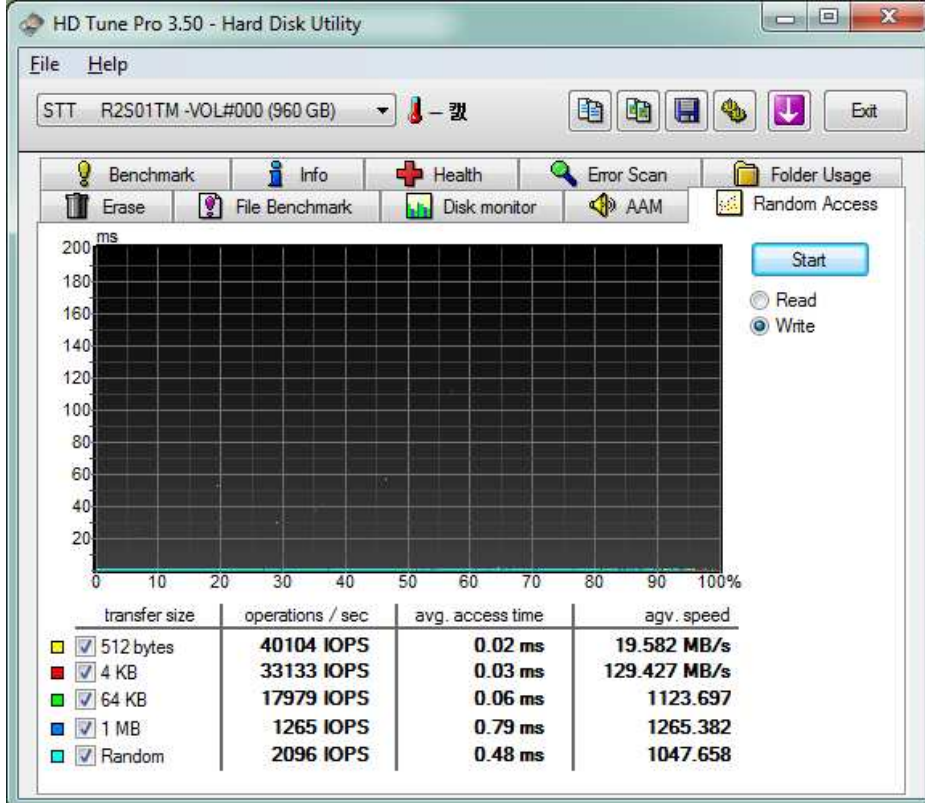 HD Tune Pro 3.50 - Hard Disk Utility
File Help
STT R2S01TM -VOL#000 (960 GB) – 캜 Exit
Benchmark Info Health Error Scan Folder Usage
Erase File Benchmark Disk monitor AAM Random Access
ms
200
180
160
140
120
100
80
60
40
20
0 10 20 30 40 50 60 70 80 90 100%
Start
Read
Write
transfer size operations / sec avg. access time agv. speed
512 bytes 40104 IOPS 0.02 ms 19.582 MB/s
4 KB 33133 IOPS 0.03 ms 129.427 MB/s
64 KB 17979 IOPS 0.06 ms 1123.697
1 MB 1265 IOPS 0.79 ms 1265.382
Random 2096 IOPS 0.48 ms 1047.658